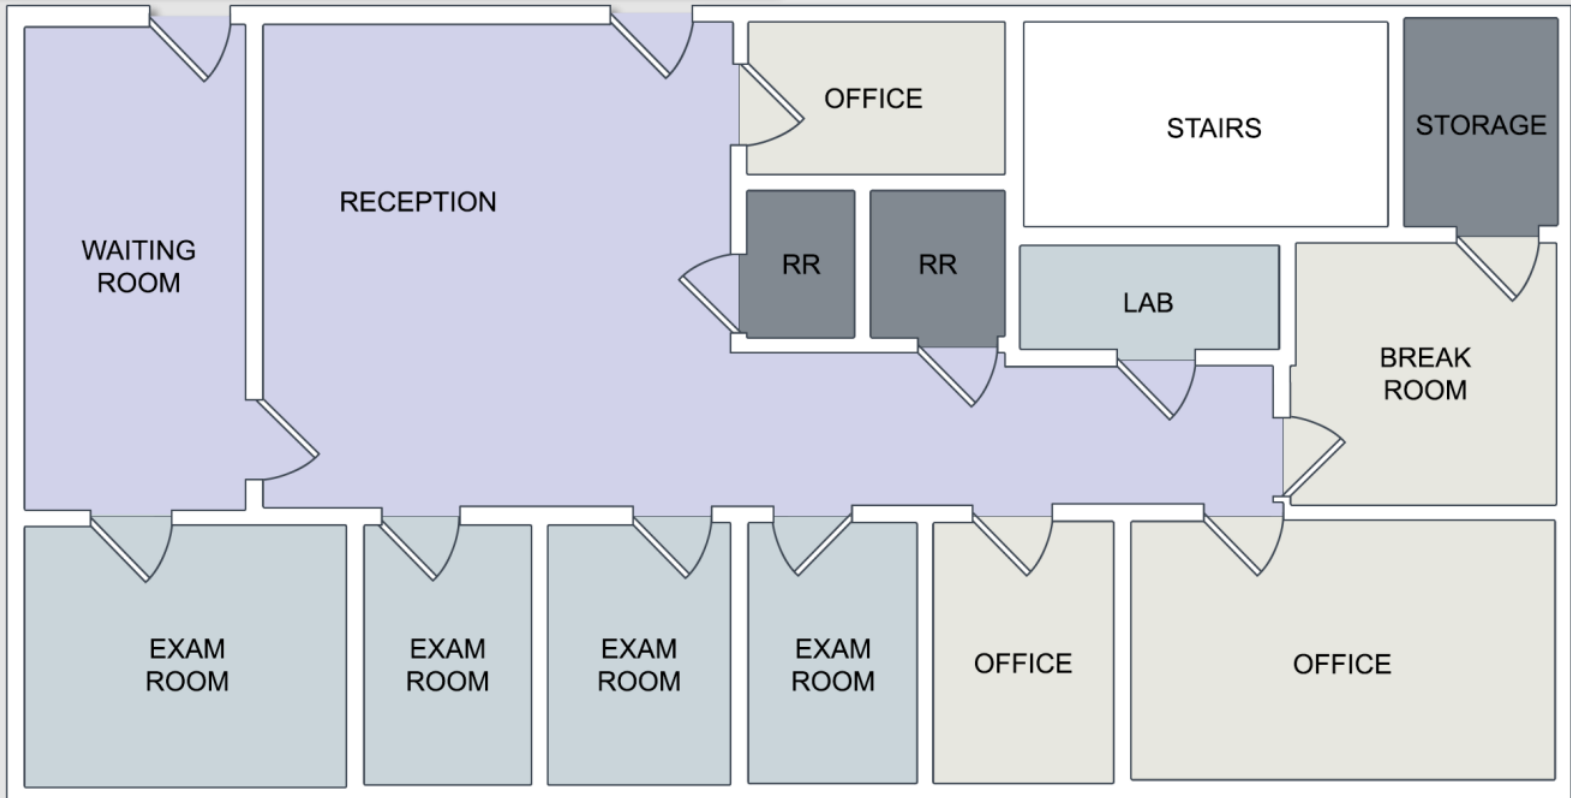 OFFICE
STAIRS
STORAGE
RECEPTION
WAITING
ROOM
RR
RR
LAB
BREAK
ROOM
EXAM
ROOM
EXAM
ROOM
EXAM
ROOM
EXAM
ROOM
OFFICE
OFFICE